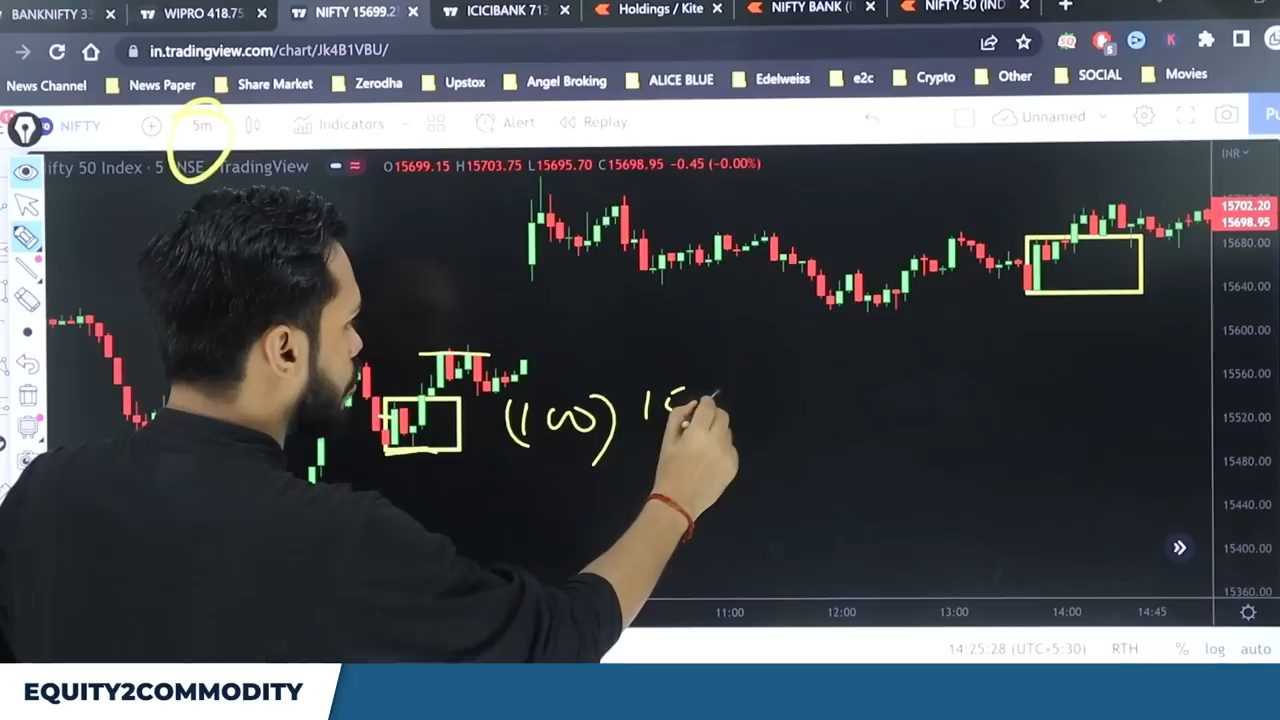 BANKNIFTY 33
WIPRO 418.75
NIFTY 15699.2
ICICIBANK 713
Holdings / Kite
NIFTY BANK (
NIFTY 50 (IND
in.tradingview.com/chart/Jk4B1VBU/
News Channel
News Paper
Share Market
Zerodha
Upstox
Angel Broking
ALICE BLUE
Edelweiss
e2c
Crypto
Other
SOCIAL
Movies
NIFTY
5m
Indicators
Alert
Replay
Unnamed
Pu
ifty 50 Index · 5 NSE TradingView
O15699.15 H15703.75 L15695.70 C15698.95 −0.45 (−0.00%)
INR
15702.20
15698.95
15680.00
15640.00
15600.00
15560.00
15520.00
15480.00
15440.00
15400.00
15360.00
(100) 15
11:00
12:00
13:00
14:00
14:45
14:25:28 (UTC+5:30)
RTH
%
log
auto
EQUITY2COMMODITY